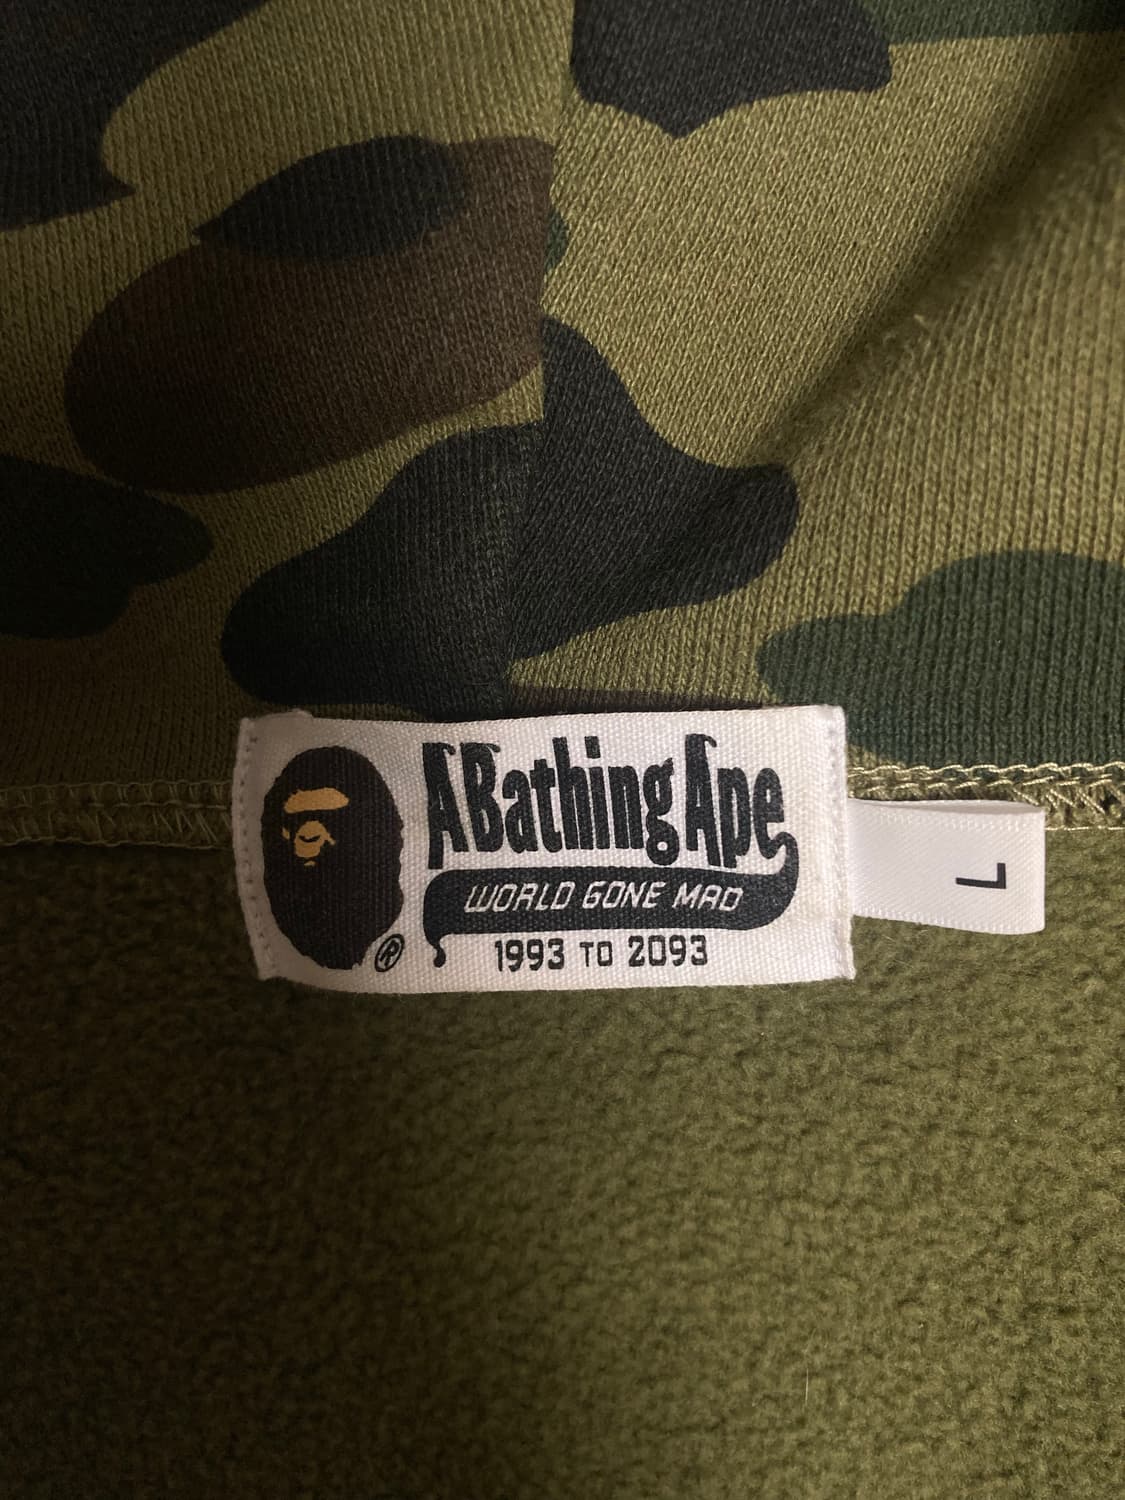 A Bathing Ape
WORLD GONE MAD
1993 TO 2093
®
L